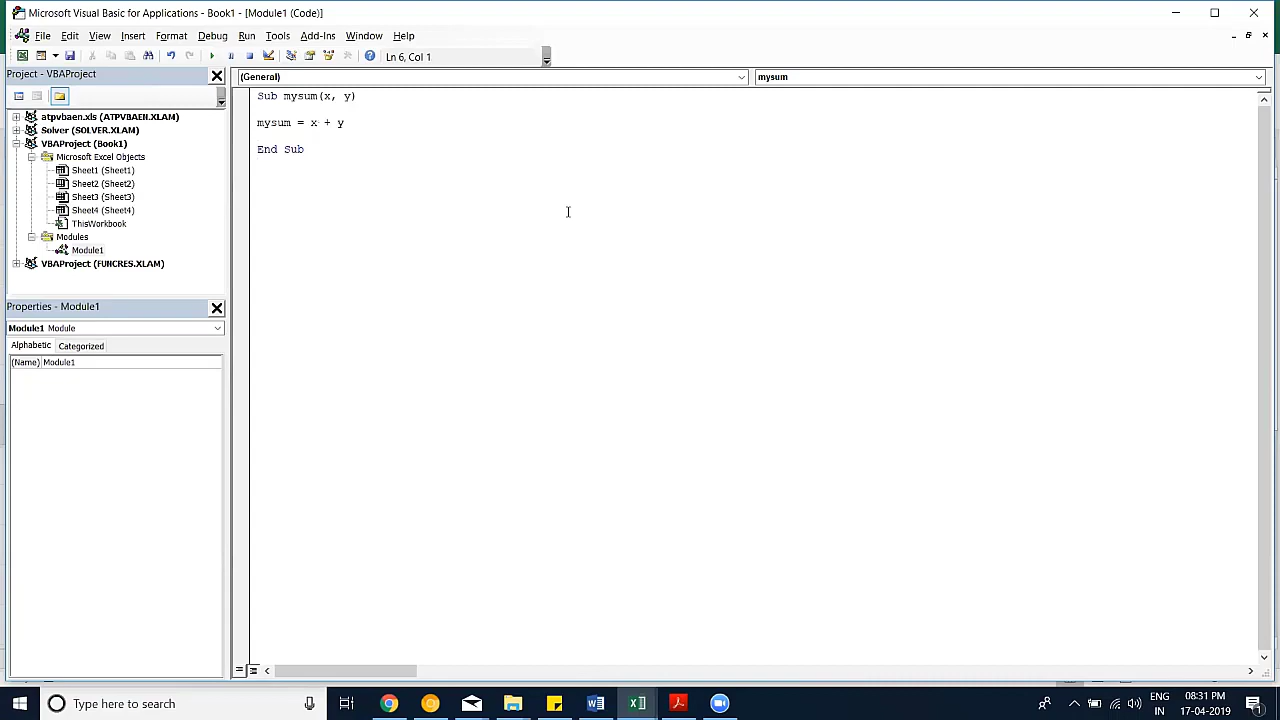 Microsoft Visual Basic for Applications - Book1 - [Module1 (Code)]
File Edit View Insert Format Debug Run Tools Add-Ins Window Help
Ln 6, Col 1
Project - VBAProject
(General)
mysum
atpvbaen.xls (ATPVBAEN.XLAM)
Solver (SOLVER.XLAM)
VBAProject (Book1)
Microsoft Excel Objects
Sheet1 (Sheet1)
Sheet2 (Sheet2)
Sheet3 (Sheet3)
Sheet4 (Sheet4)
ThisWorkbook
Modules
Module1
VBAProject (FUNCRES.XLAM)
Sub mysum(x, y)
mysum = x + y
End Sub
Properties - Module1
Module1 Module
Alphabetic Categorized
(Name) Module1
Type here to search
ENG
IN
08:31 PM
17-04-2019